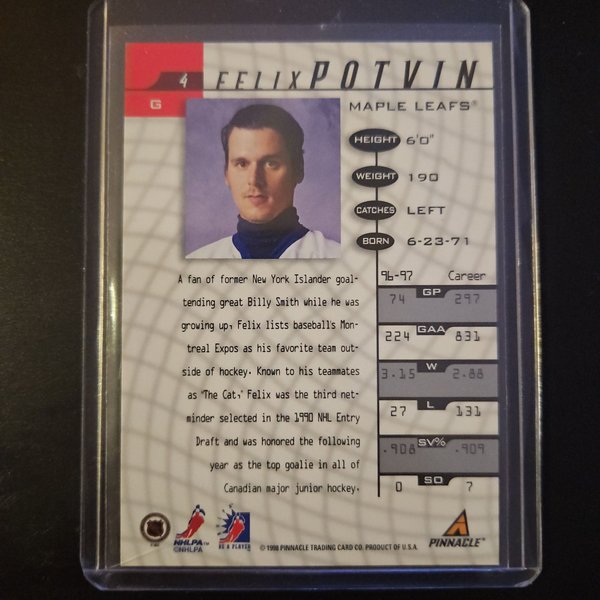 4 FELIX POTVIN
G MAPLE LEAFS®
HEIGHT 6'0"
WEIGHT 190
CATCHES LEFT
BORN 6-23-71
A fan of former New York Islander goal-
tending great Billy Smith while he was
growing up, Felix lists baseball's Mon-
treal Expos as his favorite team out-
side of hockey. Known to his teammates
as "The Cat," Felix was the third net-
minder selected in the 1990 NHL Entry
Draft and was honored the following
year as the top goalie in all of
Canadian major junior hockey.
96-97 Career
GP
74 297
GAA
224 831
W
3.15 2.88
L
27 131
SV%
.908 .909
SO
0 7
NHLPA™
©NHLPA
BE A PLAYER
© 1998 PINNACLE TRADING CARD CO. PRODUCT OF U.S.A.
PINNACLE®